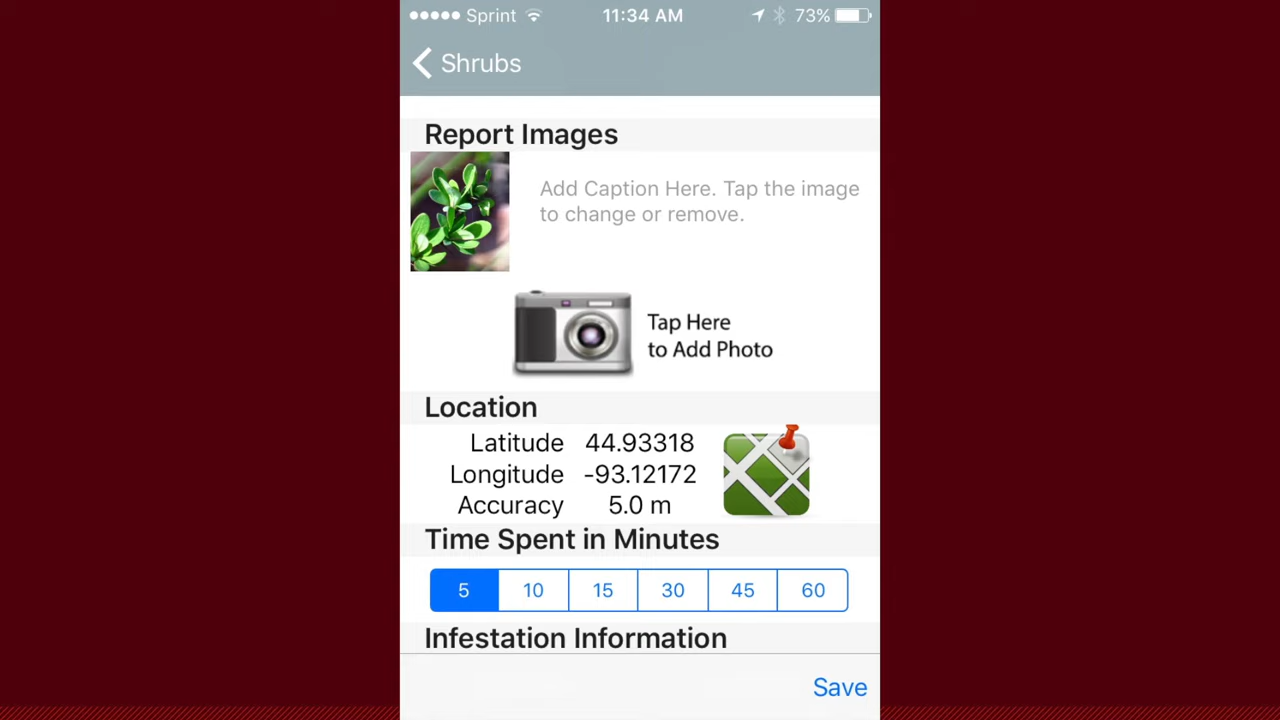 Sprint 11:34 AM 73%
Shrubs
Report Images
Add Caption Here. Tap the image
to change or remove.
Tap Here
to Add Photo
Location
Latitude 44.93318
Longitude -93.12172
Accuracy 5.0 m
Time Spent in Minutes
5 10 15 30 45 60
Infestation Information
Save